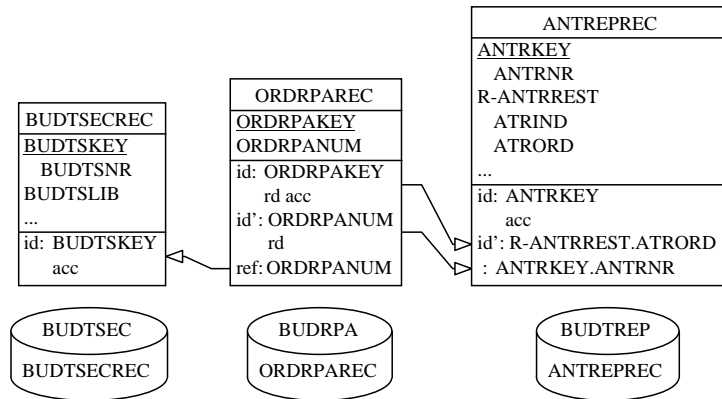 BUDTSECREC
BUDTSKEY
BUDTSNR
BUDTSLIB
...
id: BUDTSKEY
acc
ORDRPAREC
ORDRPAKEY
ORDRPANUM
id: ORDRPAKEY
rd acc
id': ORDRPANUM
rd
ref: ORDRPANUM
ANTREPREC
ANTRKEY
ANTRNR
R-ANTRREST
ATRIND
ATRORD
...
id: ANTRKEY
acc
id': R-ANTRREST.ATRORD
: ANTRKEY.ANTRNR
BUDTSEC
BUDTSECREC
BUDRPA
ORDRPAREC
BUDTREP
ANTREPREC